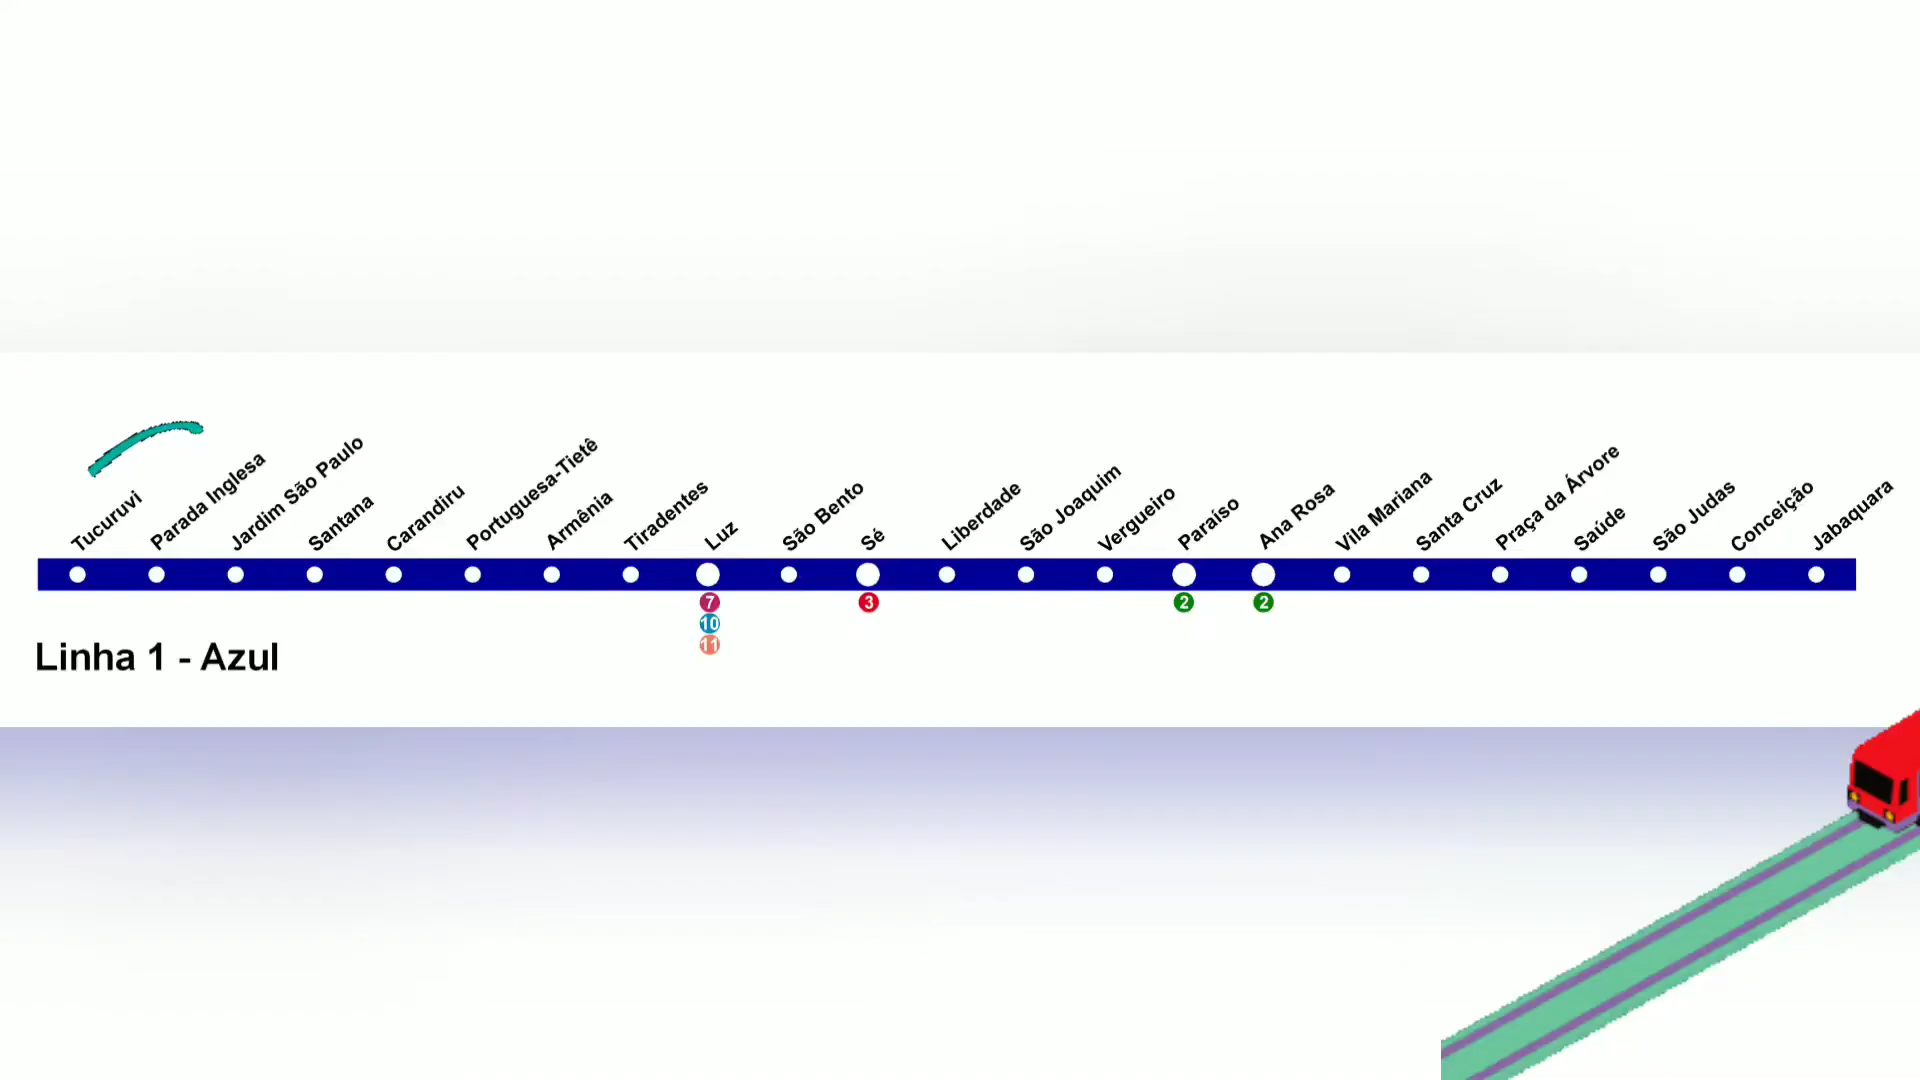 Tucuruvi
Parada Inglesa
Jardim São Paulo
Santana
Carandiru
Portuguesa-Tietê
Armênia
Tiradentes
Luz
São Bento
Sé
Liberdade
São Joaquim
Vergueiro
Paraíso
Ana Rosa
Vila Mariana
Santa Cruz
Praça da Árvore
Saúde
São Judas
Conceição
Jabaquara
7
10
11
3
2
2
Linha 1 - Azul